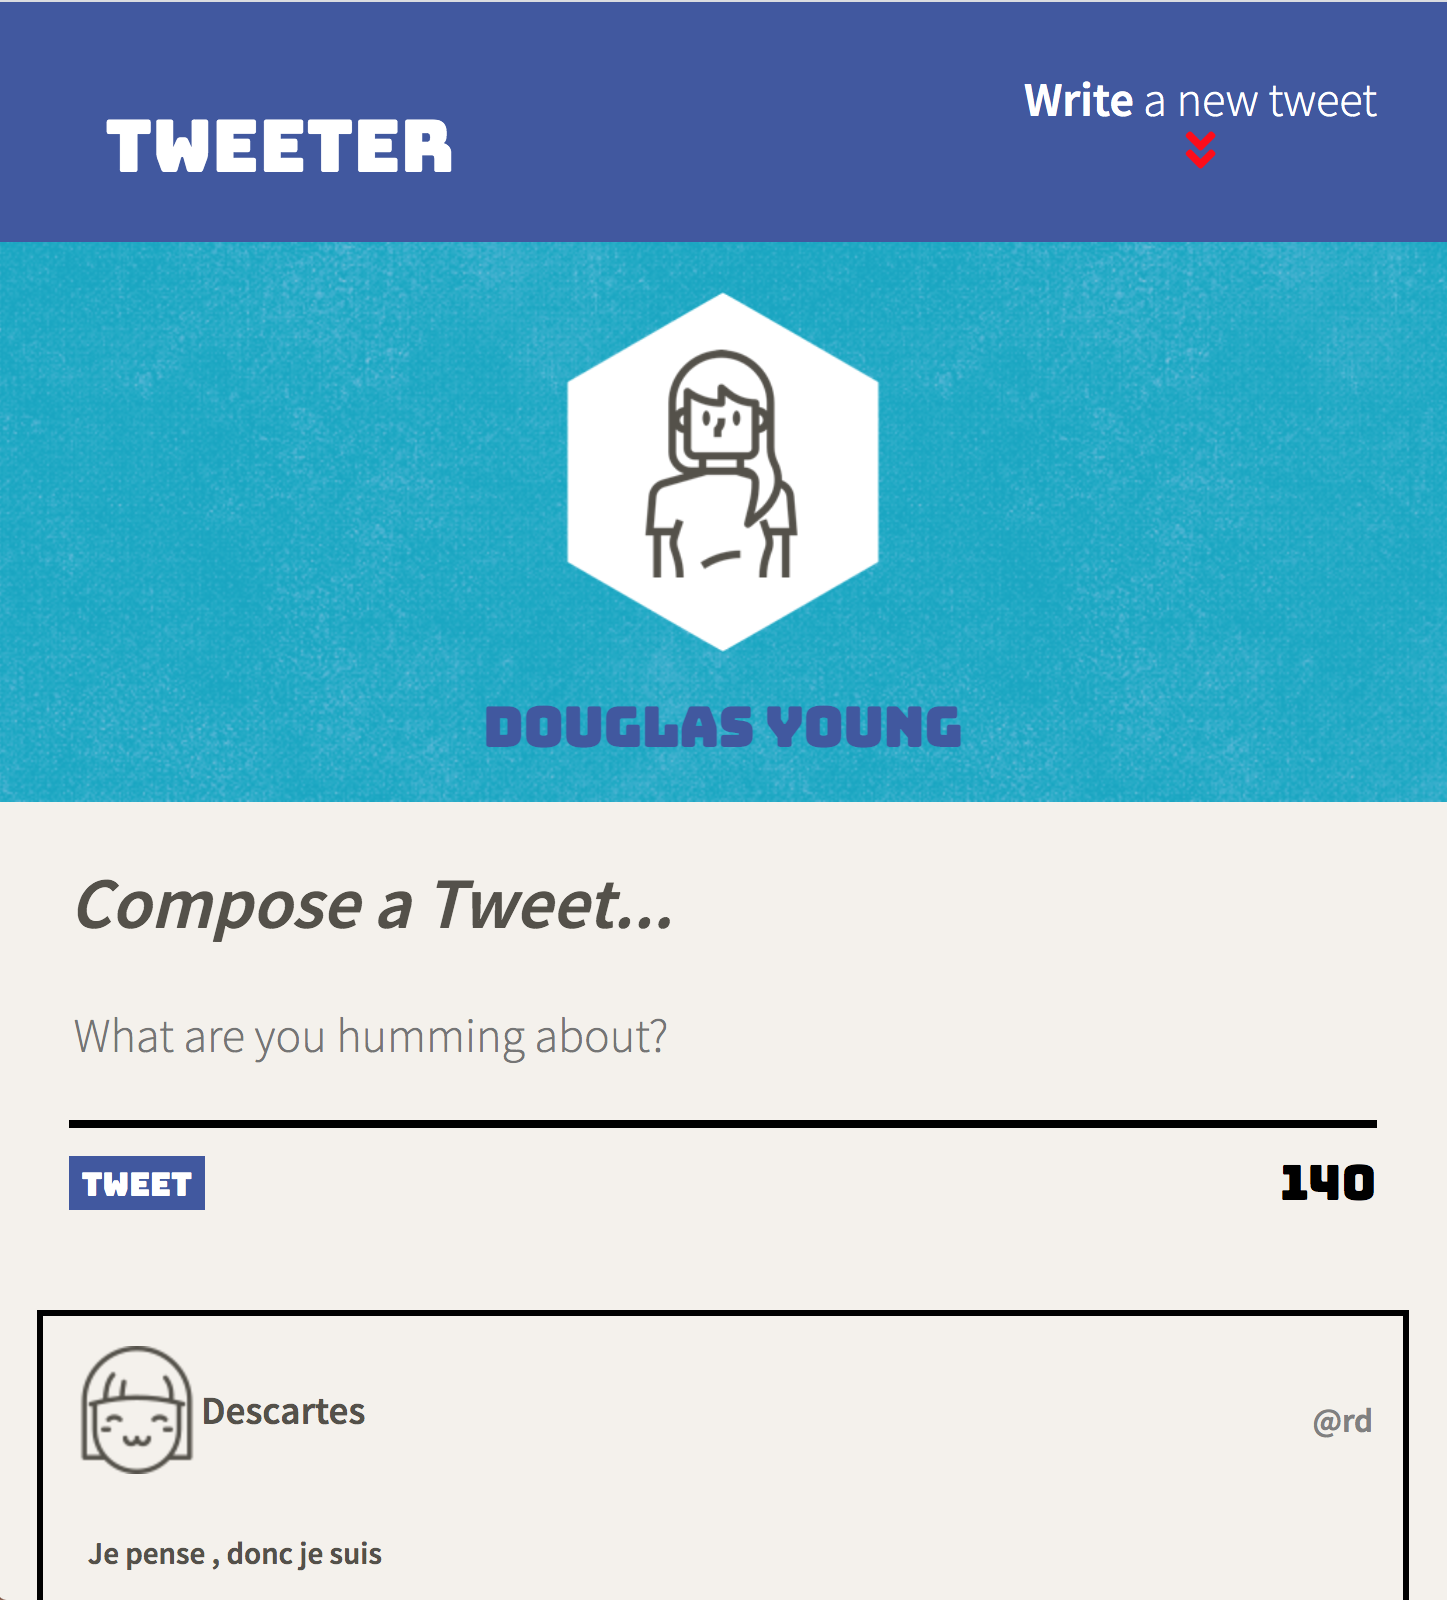 TWEETER
Write a new tweet
DOUGLAS YOUNG
Compose a Tweet...
What are you humming about?
TWEET
140
Descartes
@rd
Je pense , donc je suis